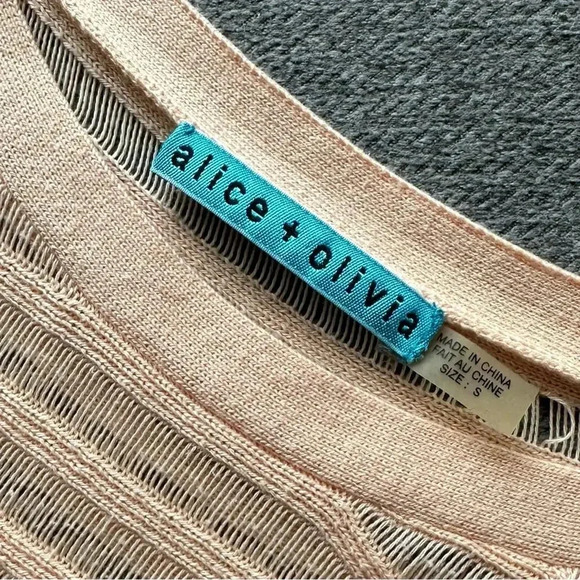 alice + olivia
MADE IN CHINA
FAIT AU CHINE
SIZE : S